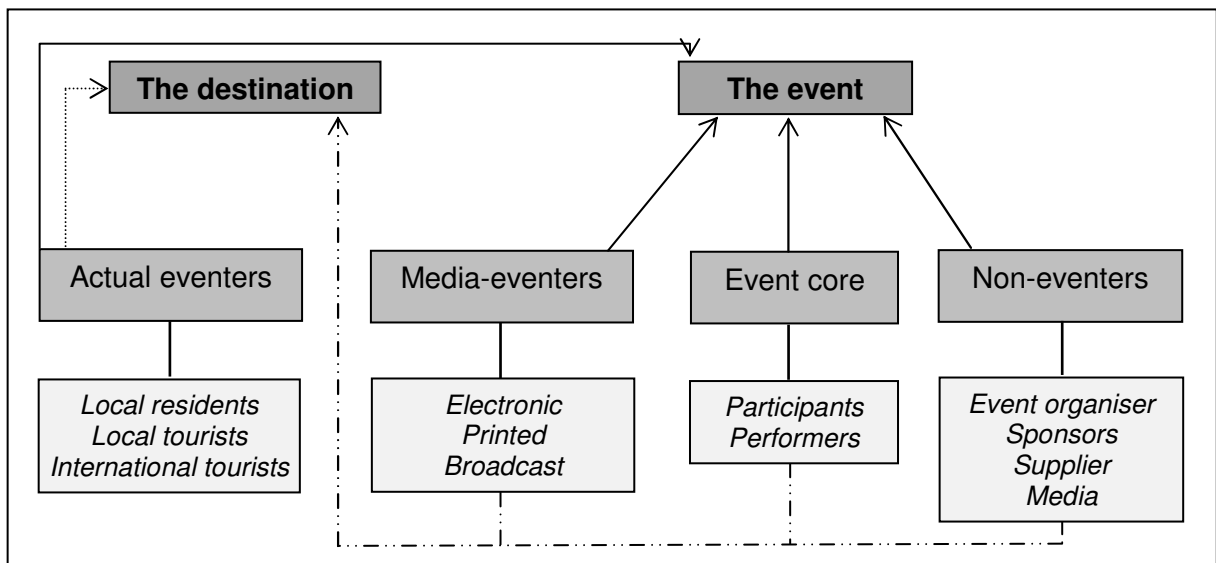 The destination
The event
Actual eventers
Media-eventers
Event core
Non-eventers
Local residents
Local tourists
International tourists
Electronic
Printed
Broadcast
Participants
Performers
Event organiser
Sponsors
Supplier
Media